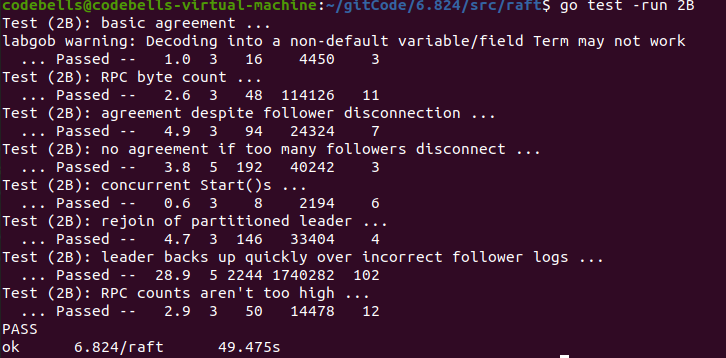 codebells@codebells-virtual-machine:~/gitCode/6.824/src/raft$ go test -run 2B
Test (2B): basic agreement ...
labgob warning: Decoding into a non-default variable/field Term may not work
  ... Passed --   1.0  3   16    4450    3
Test (2B): RPC byte count ...
  ... Passed --   2.6  3   48  114126   11
Test (2B): agreement despite follower disconnection ...
  ... Passed --   4.9  3   94   24324    7
Test (2B): no agreement if too many followers disconnect ...
  ... Passed --   3.8  5  192   40242    3
Test (2B): concurrent Start()s ...
  ... Passed --   0.6  3    8    2194    6
Test (2B): rejoin of partitioned leader ...
  ... Passed --   4.7  3  146   33404    4
Test (2B): leader backs up quickly over incorrect follower logs ...
  ... Passed --  28.9  5 2244 1740282  102
Test (2B): RPC counts aren't too high ...
  ... Passed --   2.9  3   50   14478   12
PASS
ok      6.824/raft      49.475s